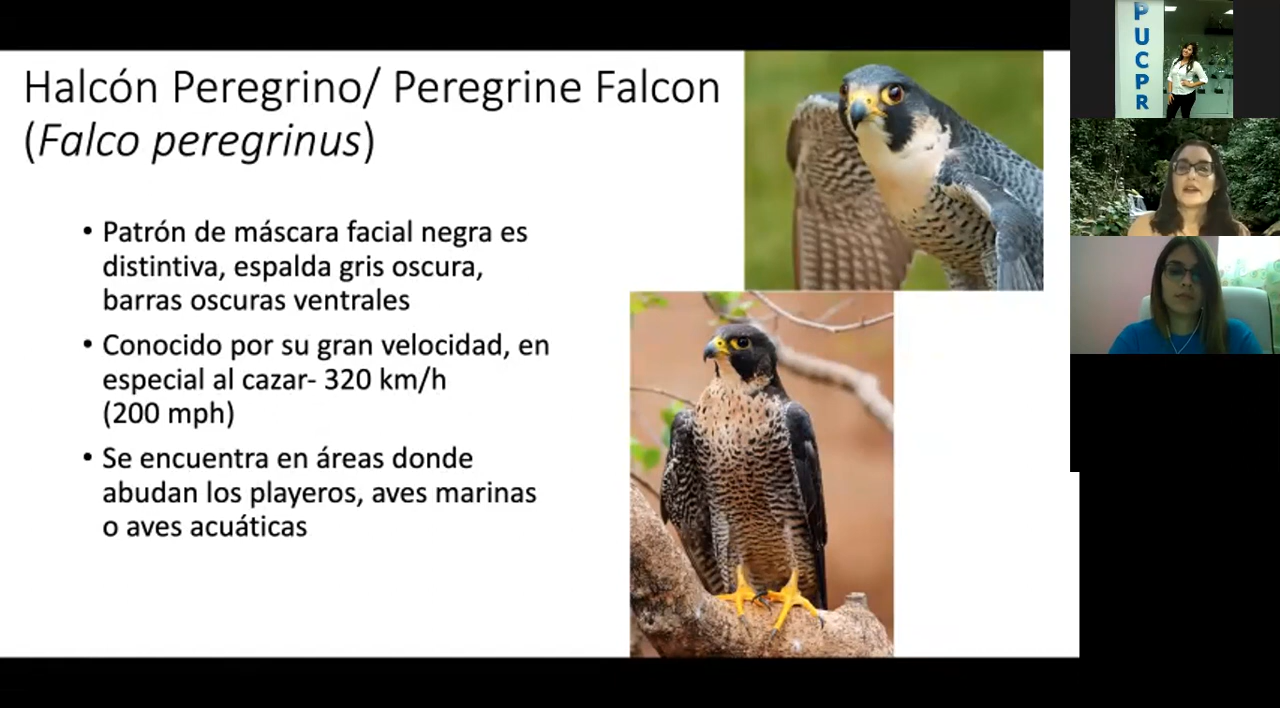 Halcón Peregrino/ Peregrine Falcon
(Falco peregrinus)
• Patrón de máscara facial negra es
distintiva, espalda gris oscura,
barras oscuras ventrales
• Conocido por su gran velocidad, en
especial al cazar- 320 km/h
(200 mph)
• Se encuentra en áreas donde
abudan los playeros, aves marinas
o aves acuáticas
P
U
C
P
R